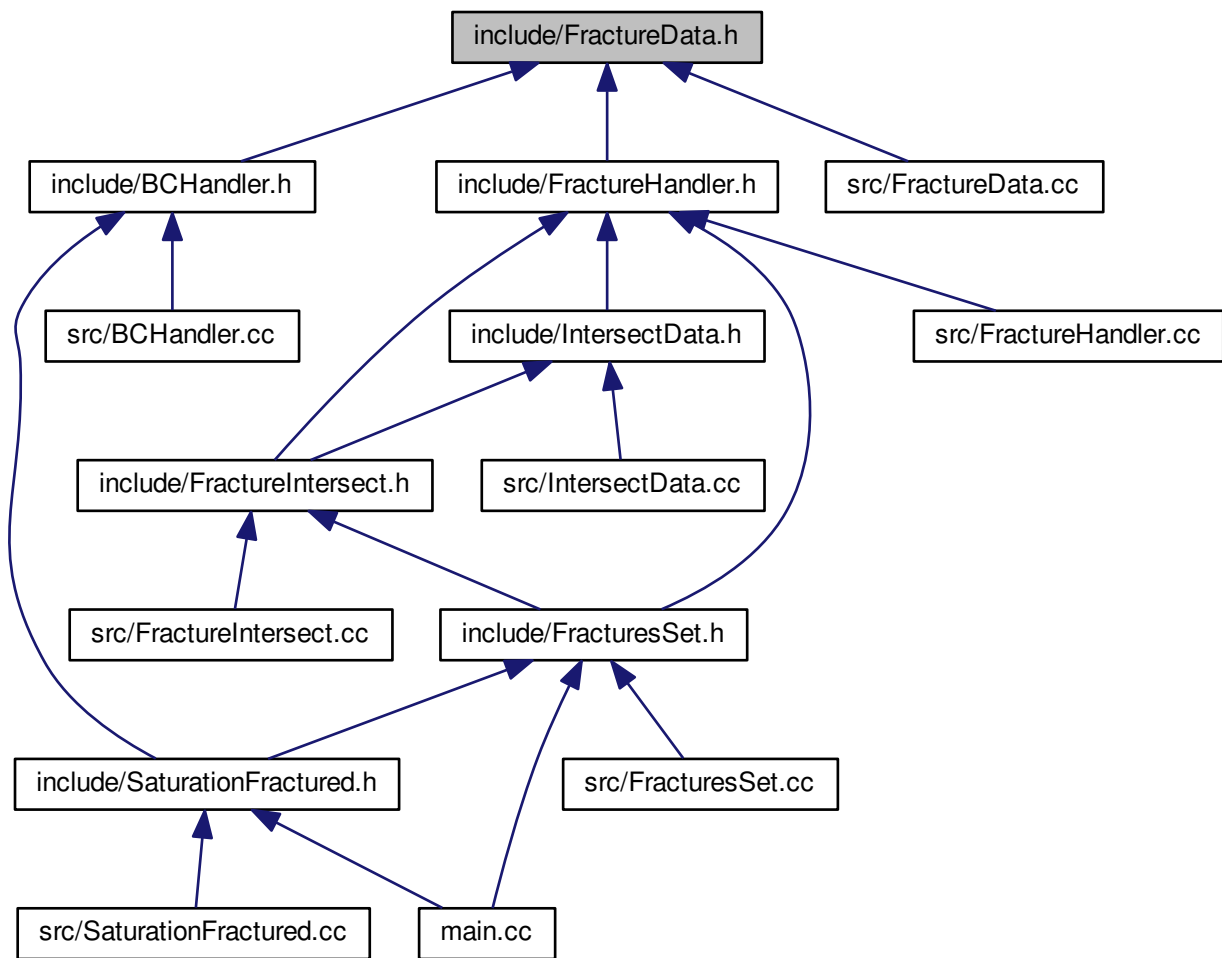 include/FractureData.h
include/BCHandler.h
include/FractureHandler.h
src/FractureData.cc
src/BCHandler.cc
include/IntersectData.h
src/FractureHandler.cc
include/FractureIntersect.h
src/IntersectData.cc
src/FractureIntersect.cc
include/FracturesSet.h
include/SaturationFractured.h
src/FracturesSet.cc
src/SaturationFractured.cc
main.cc